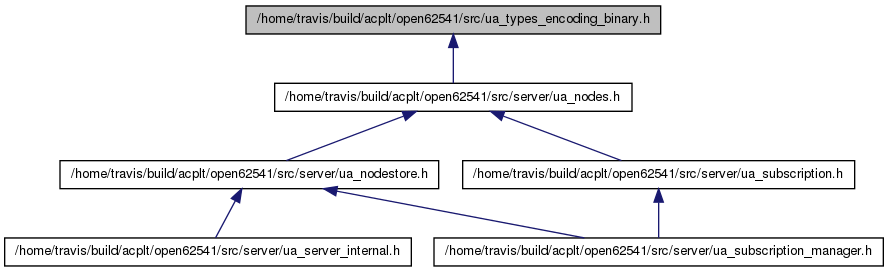 /home/travis/build/acplt/open62541/src/ua_types_encoding_binary.h
/home/travis/build/acplt/open62541/src/server/ua_nodes.h
/home/travis/build/acplt/open62541/src/server/ua_nodestore.h
/home/travis/build/acplt/open62541/src/server/ua_subscription.h
/home/travis/build/acplt/open62541/src/server/ua_server_internal.h
/home/travis/build/acplt/open62541/src/server/ua_subscription_manager.h